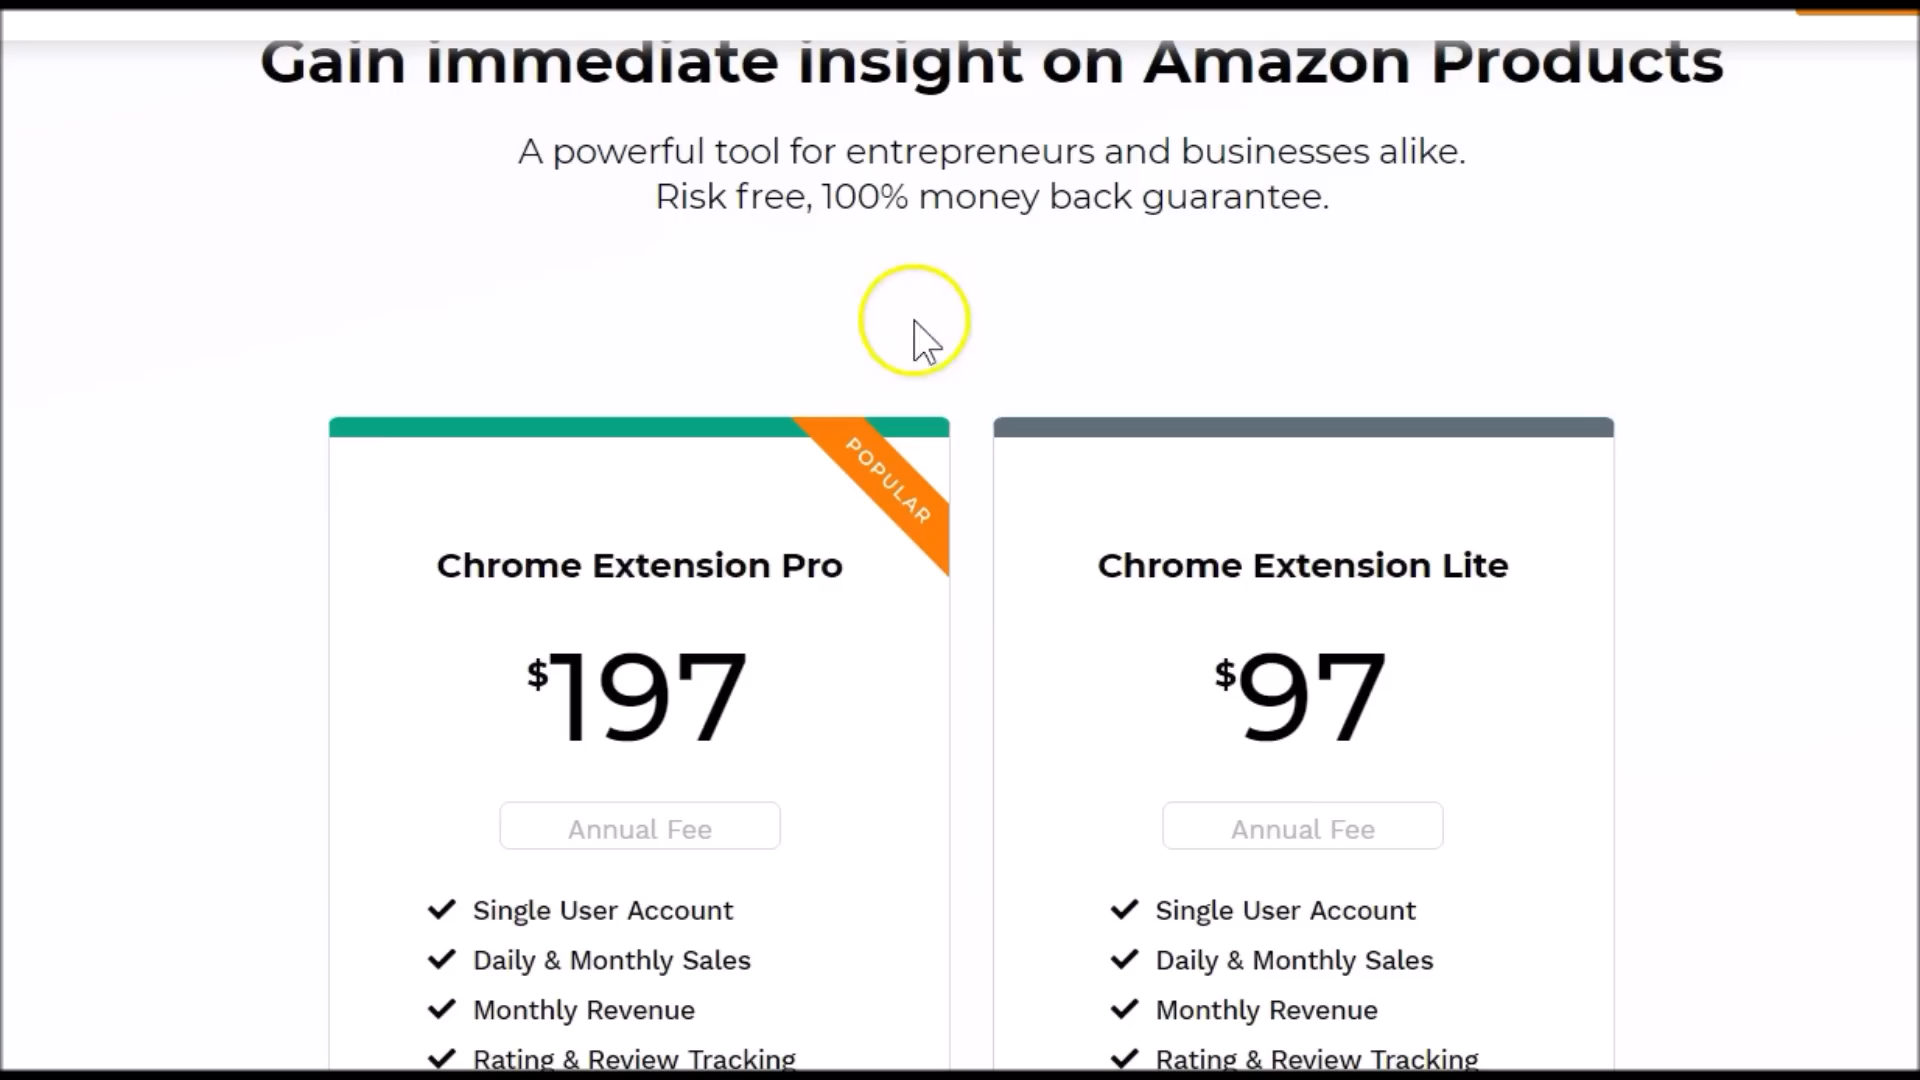 Gain immediate insight on Amazon Products
A powerful tool for entrepreneurs and businesses alike.
Risk free, 100% money back guarantee.
POPULAR
Chrome Extension Pro
$197
Annual Fee
Single User Account
Daily & Monthly Sales
Monthly Revenue
Rating & Review Tracking
Chrome Extension Lite
$97
Annual Fee
Single User Account
Daily & Monthly Sales
Monthly Revenue
Rating & Review Tracking